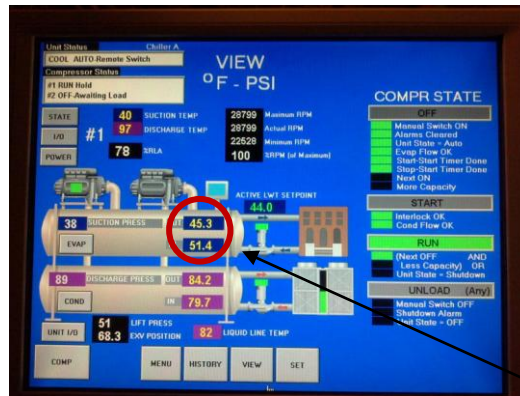 Unit Status Chiller A
COOL AUTO-Remote Switch
Compressor Status
#1 RUN Hold
#2 OFF-Awaiting Load
VIEW
°F - PSI
STATE
I/O
POWER
#1
40 SUCTION TEMP
97 DISCHARGE TEMP
78 %RLA
28799 Maximum RPM
28799 Actual RPM
22528 Minimum RPM
100 %RPM (of Maximum)
ACTIVE LWT SETPOINT
44.0
38 SUCTION PRESS 45.3
EVAP 51.4
89 DISCHARGE PRESS OUT 84.2
COND IN 79.7
UNIT I/O
51 LIFT PRESS
68.3 EXV POSITION
82 LIQUID LINE TEMP
COMP MENU HISTORY VIEW SET
COMPR STATE
OFF
Manual Switch ON
Alarms Cleared
Unit State - Auto
Evap Flow OK
Start-Start Timer Done
Stop-Start Timer Done
Next ON
More Capacity
START
Interlock OK
Cond Flow OK
RUN
(Next OFF AND
Less Capacity) OR
Unit State - Shutdown
UNLOAD (Any)
Manual Switch OFF
Shutdown Alarm
Unit State - OFF